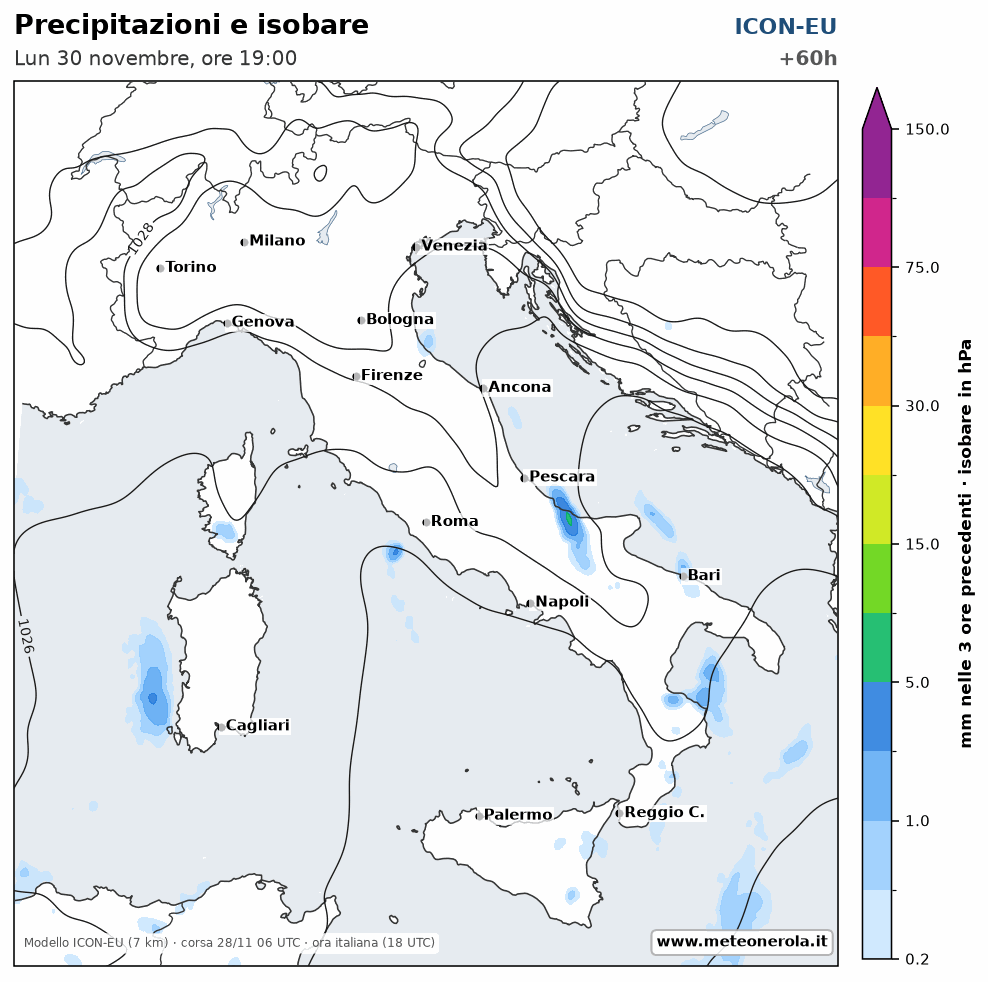 Precipitazioni e isobare
ICON-EU
Lun 30 novembre, ore 19:00
+60h
150.0
75.0
30.0
15.0
5.0
1.0
0.2
mm nelle 3 ore precedenti · isobare in hPa
1028
Milano
Venezia
Torino
Genova
Bologna
Firenze
Ancona
Pescara
Roma
Bari
Napoli
1026
Cagliari
Palermo
Reggio C.
Modello ICON-EU (7 km) · corsa 28/11 06 UTC · ora italiana (18 UTC)
www.meteonerola.it